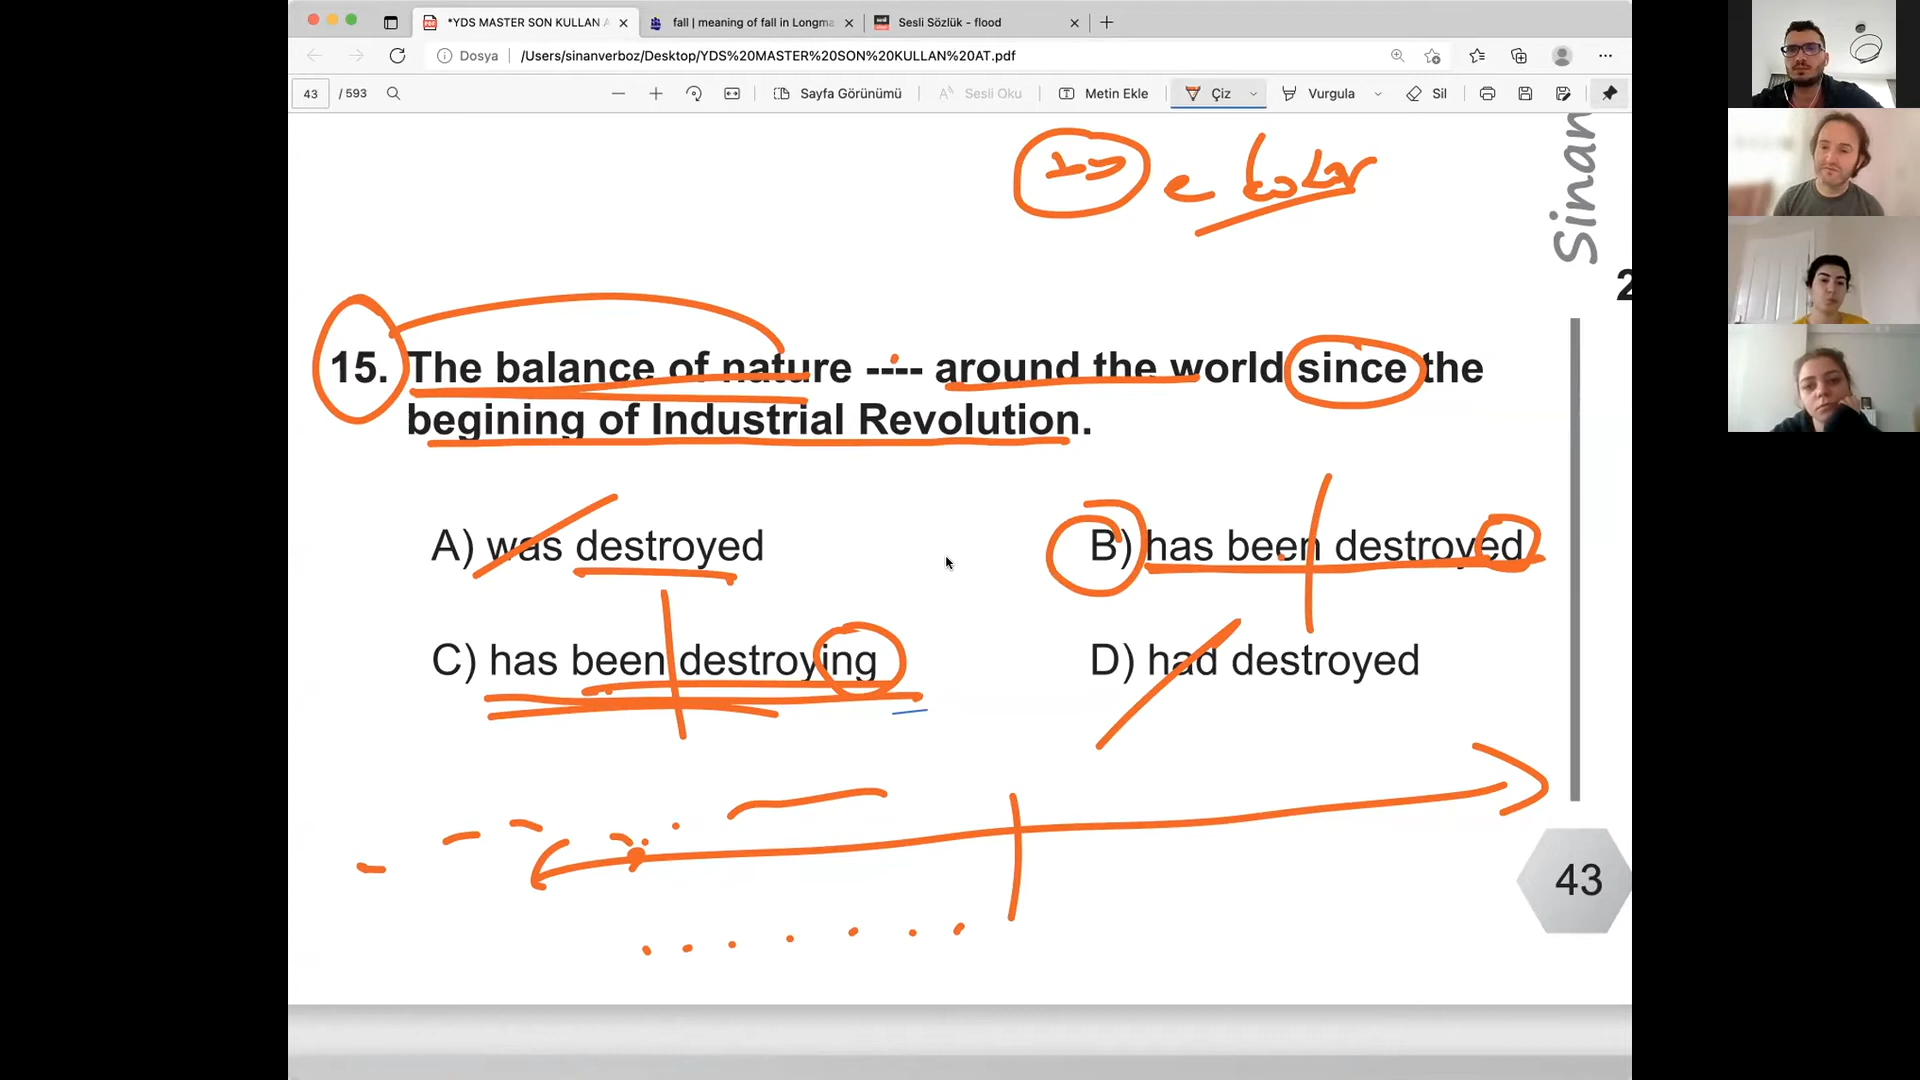 *YDS MASTER SON KULLAN A
fall | meaning of fall in Longma
Sesli Sözlük - flood
Dosya
/Users/sinanverboz/Desktop/YDS%20MASTER%20SON%20KULLAN%20AT.pdf
43 / 593
Sayfa Görünümü
Sesli Oku
Metin Ekle
Çiz
Vurgula
Sil
Sinan
2
15. The balance of nature ---- around the world since the
begining of Industrial Revolution.
A) was destroyed
B) has been destroyed
C) has been destroying
D) had destroyed
43